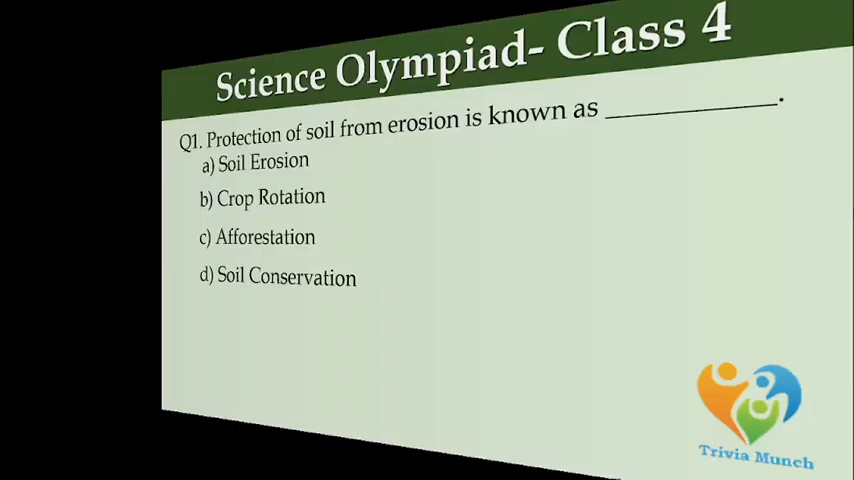 Science Olympiad- Class 4
Q1. Protection of soil from erosion is known as ______________.
a) Soil Erosion
b) Crop Rotation
c) Afforestation
d) Soil Conservation
Trivia Munch